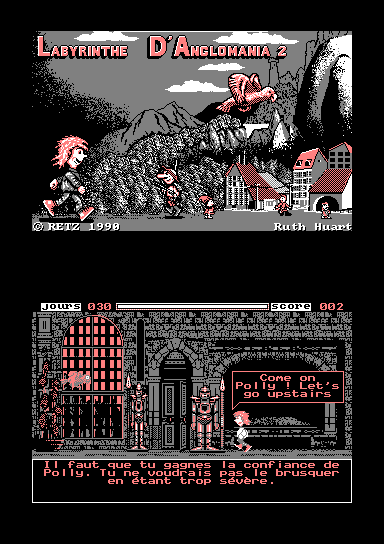 Labyrinthe D'Anglomania 2
© RETZ 1990 Ruth Huart
jours 030 score 002
Come on
Polly ! Let's
go upstairs
Il faut que tu gagnes la confiance de
Polly. Tu ne voudrais pas le brusquer
en étant trop sévère.